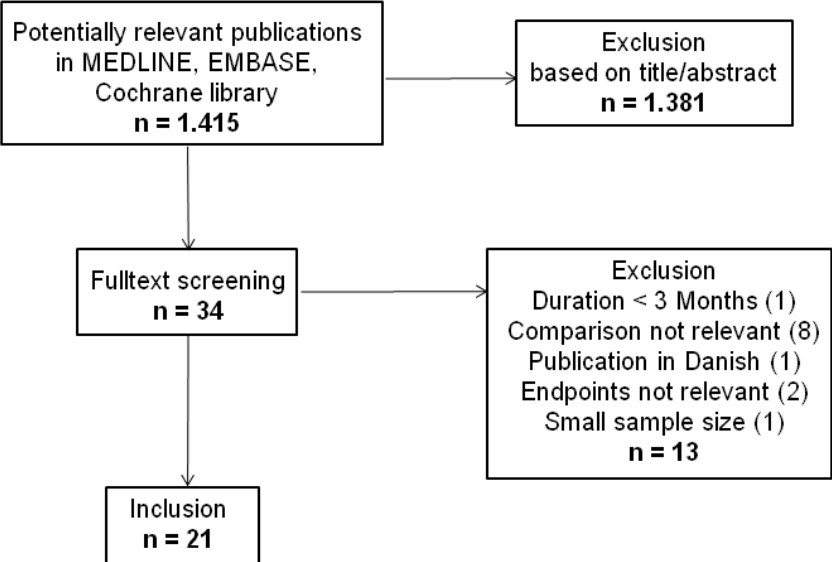 Potentially relevant publications
in MEDLINE, EMBASE,
Cochrane library
n = 1.415
Exclusion
based on title/abstract
n = 1.381
Fulltext screening
n = 34
Exclusion
Duration < 3 Months (1)
Comparison not relevant (8)
Publication in Danish (1)
Endpoints not relevant (2)
Small sample size (1)
n = 13
Inclusion
n = 21